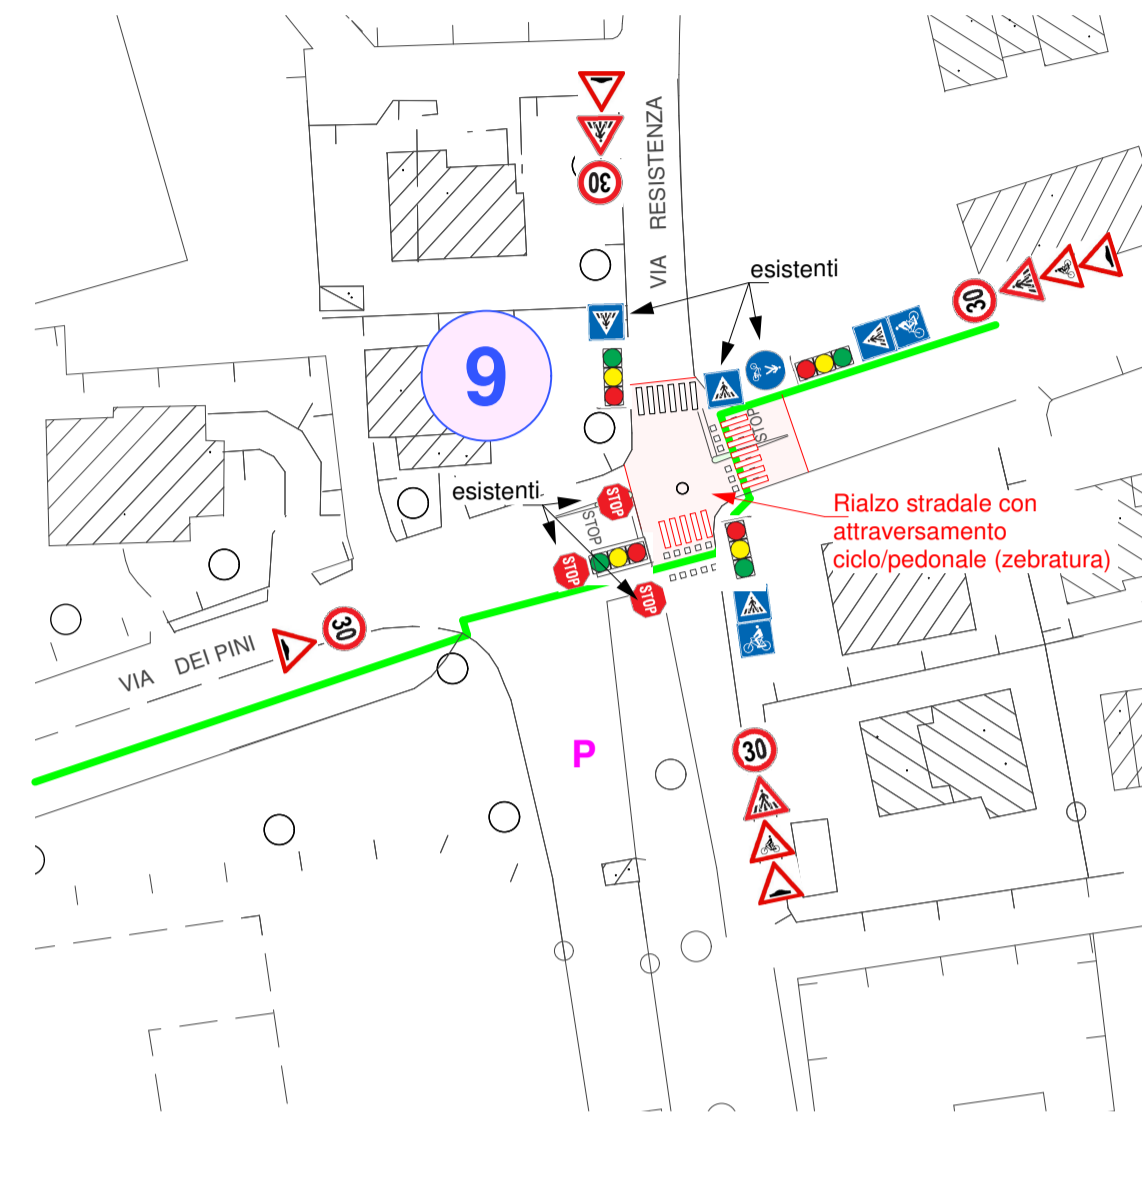 VIA RESISTENZA
30
esistenti
30
9
STOP
esistenti
STOP
STOP
Rialzo stradale con
attraversamento
ciclo/pedonale (zebratura)
STOP
STOP
30
VIA DEI PINI
P
30